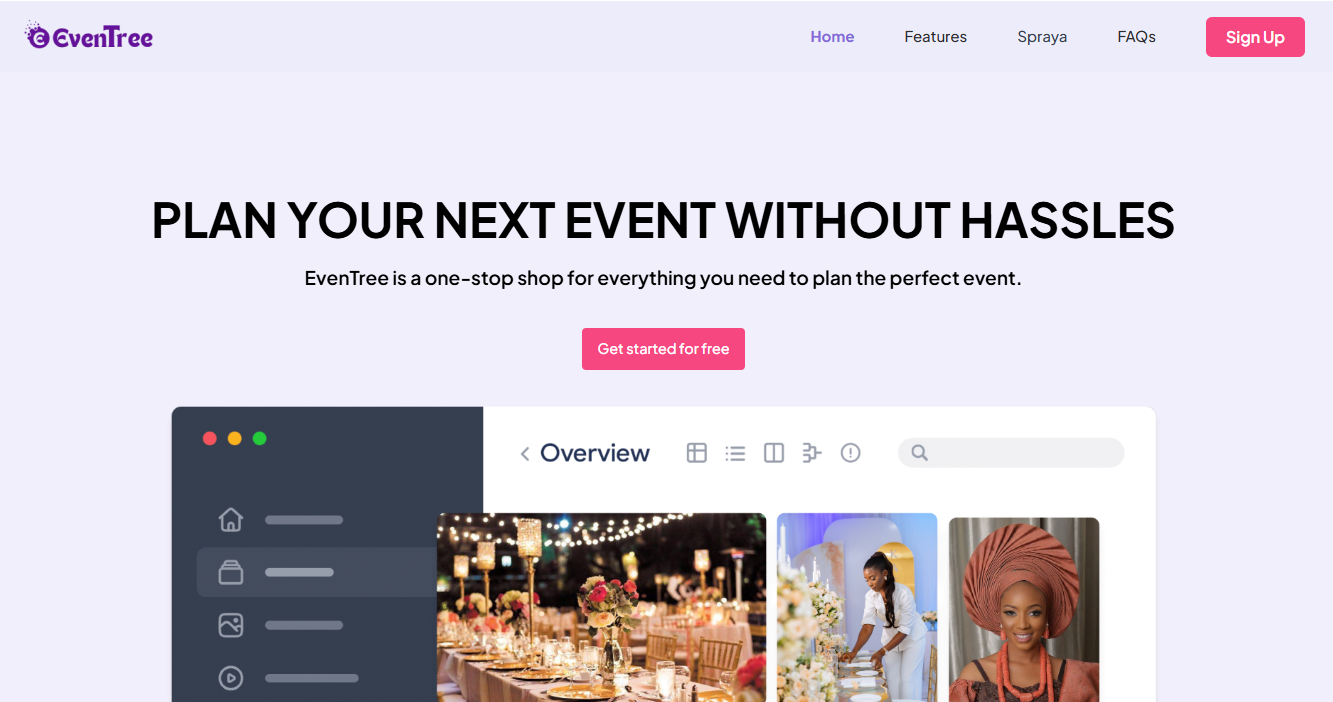 EvenTree
Home Features Spraya FAQs Sign Up
PLAN YOUR NEXT EVENT WITHOUT HASSLES
EvenTree is a one-stop shop for everything you need to plan the perfect event.
Get started for free
Overview